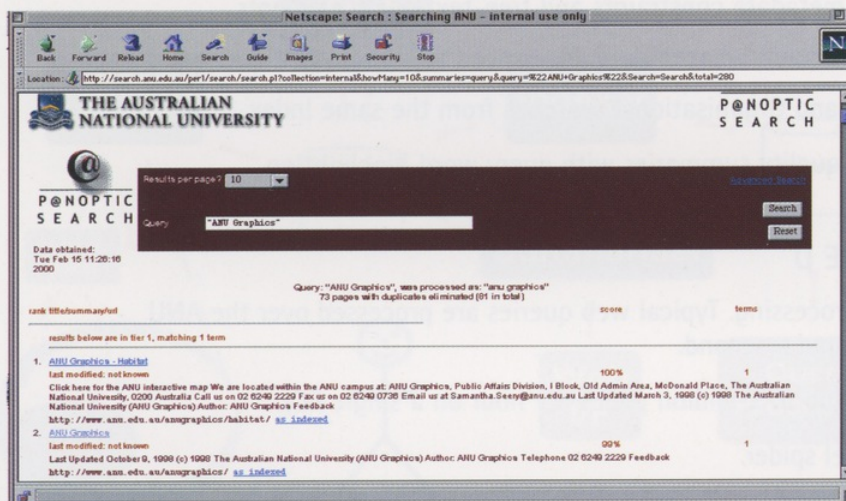 Netscape: Search : Searching ANU - internal use only
Back Forward Reload Home Search Guide Images Print Security Stop
N
Location: http://search.anu.edu.au/perl/search/search.pl?collection=internal&howMany=10&summaries=query&query=%22ANU+Graphics%22&Search=Search&total=280
THE AUSTRALIAN
NATIONAL UNIVERSITY
P@NOPTIC
SEARCH
@
P@NOPTIC
SEARCH
Results per page? 10
Advanced Search
Query "ANU Graphics"
Search
Reset
Data obtained:
Tue Feb 15 11:26:16
2000
Query: "ANU Graphics", was processed as: "anu graphics"
73 pages with duplicates eliminated (81 in total)
rank title/summary/url score terms
results below are in tier 1, matching 1 term
1. ANU Graphics - Habitat
last modified: not known 100% 1
Click here for the ANU interactive map We are located within the ANU campus at: ANU Graphics, Public Affairs Division, I Block, Old Admin Area, McDonald Place, The Australian
National University, 0200 Australia Call us on 02 6249 2229 Fax us on 02 6249 0736 Email us at Samantha.Seery@anu.edu.au Last Updated March 3, 1998 (c) 1998 The Australian
National University (ANU Graphics) Author: ANU Graphics Feedback
http://www.anu.edu.au/anugraphics/habitat/ as indexed
2. ANU Graphics
last modified: not known 99% 1
Last Updated October 9, 1998 (c) 1998 The Australian National University (ANU Graphics) Author: ANU Graphics Telephone 02 6249 2229 Feedback
http://www.anu.edu.au/anugraphics/ as indexed